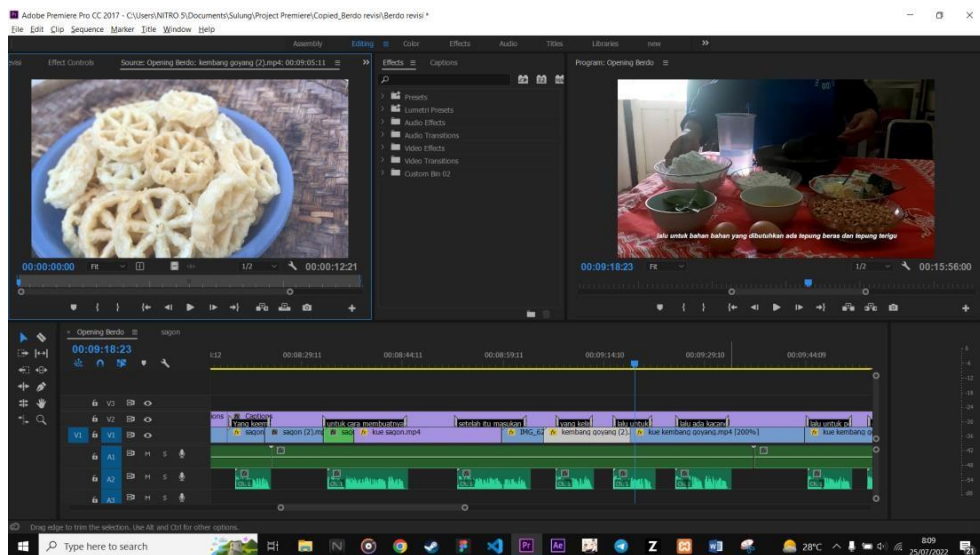 Adobe Premiere Pro CC 2017 - C:\Users\NITRO 5\Documents\Sulung\Project Premiere\Copied_Berdo revisi\Berdo revisi *
File Edit Clip Sequence Marker Title Window Help
Assembly Editing Color Effects Audio Titles Libraries new
Effect Controls Source: Opening Berdo: kembang goyang (2).mp4: 00:09:05:11
Effects Captions
Program: Opening Berdo
Presets
Lumetri Presets
Audio Effects
Audio Transitions
Video Effects
Video Transitions
Custom Bin 02
lalu untuk bahan bahan yang dibutuhkan ada tepung beras dan tepung terigu
00:00:00:00 Fit 1/2 00:00:12:21
00:09:18:23 Fit 1/2 00:15:56:00
Opening Berdo sagon
00:09:18:23
00:08:29:11 00:08:44:11 00:08:59:11 00:09:14:10 00:09:29:10 00:09:44:09
V3
V2
Captions
Yang keem
untuk cara membuatnya
setelah itu masukan
yang kele
lalu untuk
lalu ada kacang
lalu untuk pe
V1 V1
sagon
sagon (2).m
kue sagon.mp4
IMG_62
kembang goyang (2).
kue kembang goyang.mp4 [200%]
kue kembang go
A1 M S
A2 M S
A3 M S
Drag edge to trim the selection. Use Alt and Ctrl for other options.
Type here to search
28°C
8:09
25/07/2022